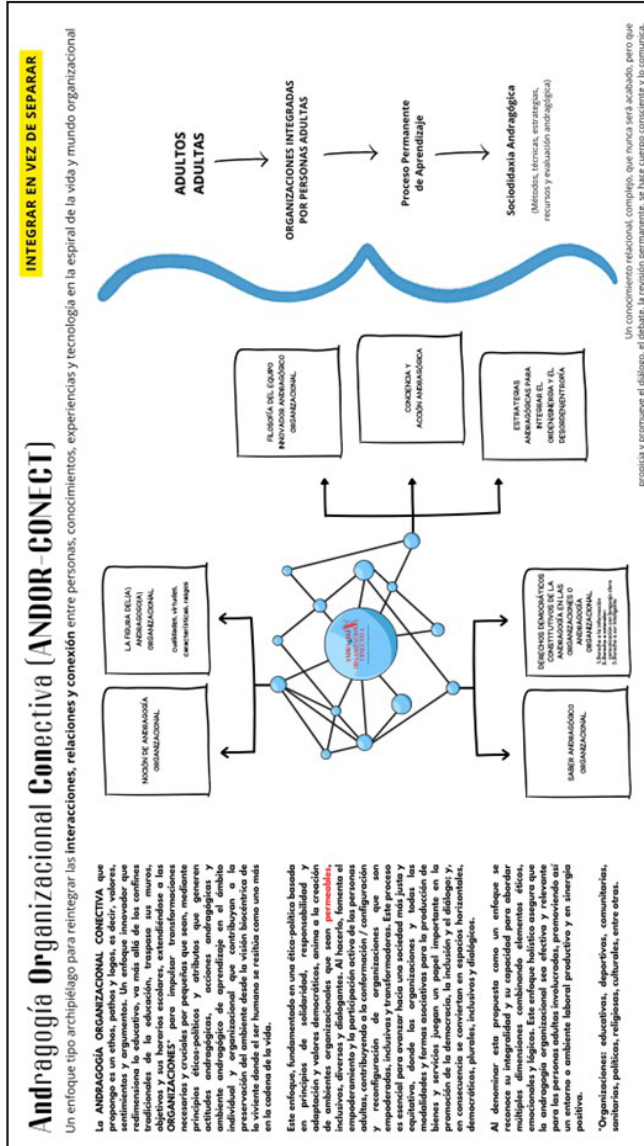 Andragogía Organizacional Conectiva (ANDOR-CONECT)
INTEGRAR EN VEZ DE SEPARAR
Un enfoque tipo archipiélago para reintegrar las interacciones, relaciones y conexión entre personas, conocimientos, experiencias y tecnología en la espiral de la vida y mundo organizacional
La ANDRAGOGÍA ORGANIZACIONAL CONECTIVA que
propongo es un ethos, pathos y logos, es decir, valores,
sentimientos y argumentos. Un enfoque innovador que
redimensiona lo educativo, va más allá de los confines
tradicionales de la educación, traspasa sus muros,
objetivos y sus horarios escolares, extendiéndose a las
ORGANIZACIONES* para impulsar transformaciones
necesarias y cruciales por pequeñas que sean, mediante
principios ético-políticos y atributos que generen
actitudes andragógicas, acciones andragógicas y
ambiente andragógico de aprendizaje en el ámbito
individual y organizacional que contribuyan a la
preservación del ambiente desde la visión biocéntrica de
lo viviente donde el ser humano se resitúa como uno más
en la cadena de la vida.
Este enfoque, fundamentado en una ética-política basada
en principios de solidaridad, responsabilidad y
adaptación y valores democráticos, anima a la creación
de ambientes organizacionales que sean permeables,
inclusivos, diversos y dialogantes. Al hacerlo, fomenta el
empoderamiento y la participación activa de las personas
adultas, contribuyendo a la confección o configuración
y reconfiguración de organizaciones que son
empoderadas, inclusivas y transformadoras. Este proceso
es esencial para avanzar hacia una sociedad más justa y
equitativa, donde las organizaciones y todas las
modalidades y formas asociativas para la producción de
bienes y servicio juegan un papel importante en la
promoción de la democracia, la inclusión y el diálogo; y,
en consecuencia se conviertan en espacios horizontales,
democráticos, plurales, inclusivos y dialógicos.
Al denominar esta propuesta como un enfoque se
reconoce su integralidad y su capacidad para abordar
múltiples dimensiones combinando elementos éticos,
emocionales y lógicos. Este enfoque holístico asegura que
la andragogía organizacional sea efectiva y relevante
para las personas adultas involucradas, promoviendo así
un entorno o ambiente laboral productivo y en sinergia
positiva.
*Organizaciones: educativas, deportivas, comunitarias,
sanitarias, políticas, religiosas, culturales, entre otras.
NOCIÓN DE ANDRAGOGÍA
ORGANIZACIONAL
LA FIGURA DEL(A)
ANDRAGOGO(A)
ORGANIZACIONAL
cualidades, virtudes,
características, rasgos
SABER ANDRAGÓGICO
ORGANIZACIONAL
DERECHOS DEMOCRÁTICOS
CONSTITUTIVOS DE LA
ANDRAGOGÍA EN LAS
ORGANIZACIONES O
ANDRAGOGÍA
ORGANIZACIONAL
FILOSOFÍA DEL EQUIPO
INNOVADOR ANDRAGÓGICO
ORGANIZACIONAL
CONCIENCIA Y
ACCIÓN ANDRAGÓGICA
ESTRATEGIAS
ANDRAGÓGICAS PARA
INTEGRAR EL
ORDEN/SINERGIA Y EL
DESORDEN/ENTROPÍA
ADULTOS
ADULTAS
ORGANIZACIONES INTEGRADAS
POR PERSONAS ADULTAS
Proceso Permanente
de Aprendizaje
Sociodidaxia Andragógica
(Métodos, técnicas, estrategias,
recursos y evaluación andragógica)
Un conocimiento relacional, complejo, que nunca será acabado, pero que
propicia y promueve el diálogo, el debate, la revisión permanente, se hace cuerpo consciente y lo comunica.